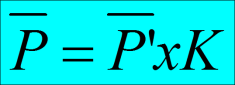 P̅ = P̅'xK